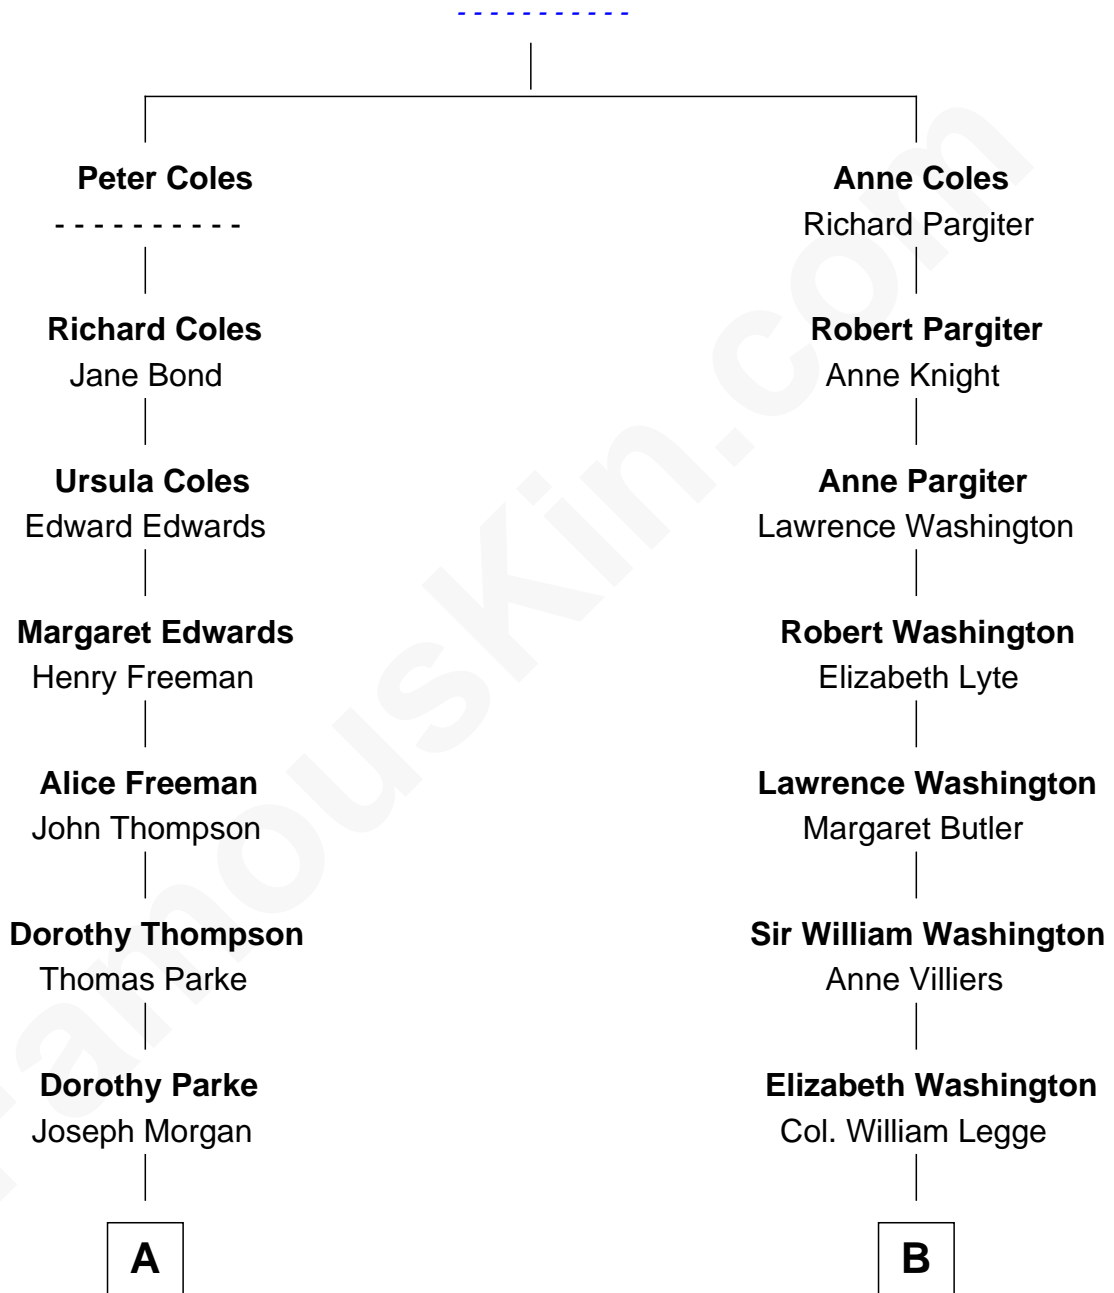 - - - - - - - - - - -
Peter Coles
- - - - - - - - - -
Anne Coles
Richard Pargiter
Richard Coles
Jane Bond
Robert Pargiter
Anne Knight
Ursula Coles
Edward Edwards
Anne Pargiter
Lawrence Washington
Margaret Edwards
Henry Freeman
Robert Washington
Elizabeth Lyte
Alice Freeman
John Thompson
Lawrence Washington
Margaret Butler
Dorothy Thompson
Thomas Parke
Sir William Washington
Anne Villiers
Dorothy Parke
Joseph Morgan
Elizabeth Washington
Col. William Legge
A
B
FamousKin.com